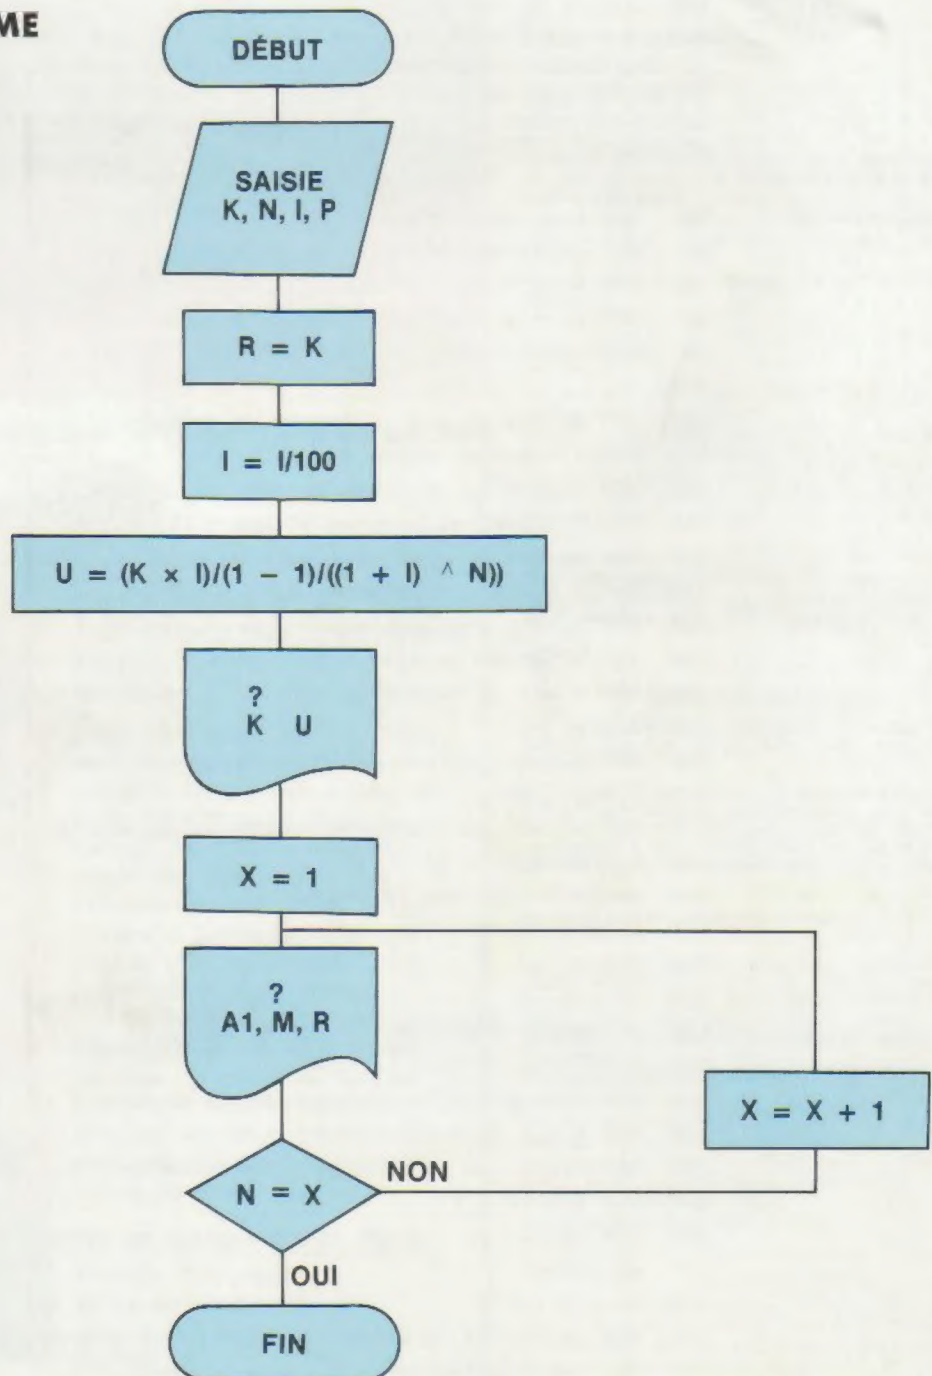 ME
DÉBUT
SAISIE
K, N, I, P
R = K
I = I/100
U = (K × I)/(1 − 1)/((1 + I) ^ N))
?
K U
X = 1
?
A1, M, R
X = X + 1
N = X
NON
OUI
FIN